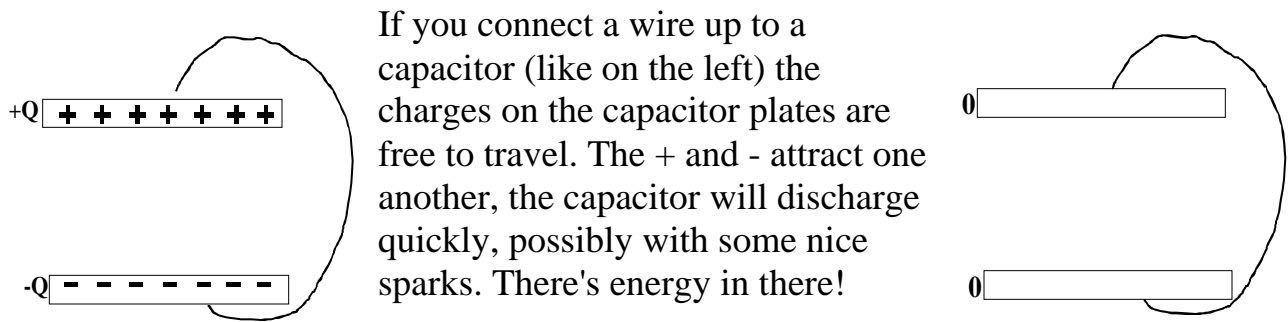 If you connect a wire up to a
capacitor (like on the left) the
charges on the capacitor plates are
free to travel. The + and - attract one
another, the capacitor will discharge
quickly, possibly with some nice
sparks. There's energy in there!
+Q + + + + + + +
-Q - - - - - - -
0
0